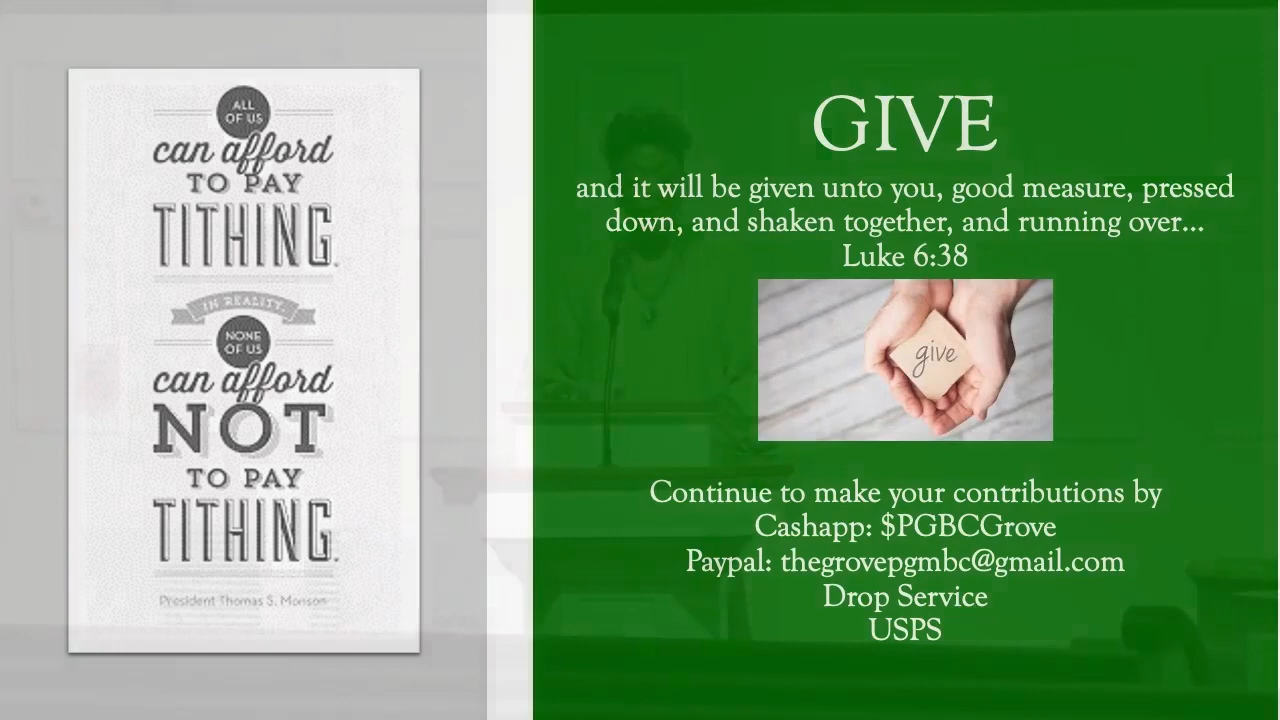 ALL
OF US
can afford
TO PAY
TITHING.
IN REALITY,
NONE
OF US
can afford
NOT
TO PAY
TITHING.
President Thomas S. Monson
GIVE
and it will be given unto you, good measure, pressed
down, and shaken together, and running over...
Luke 6:38
give
Continue to make your contributions by
Cashapp: $PGBCGrove
Paypal: thegrovepgmbc@gmail.com
Drop Service
USPS